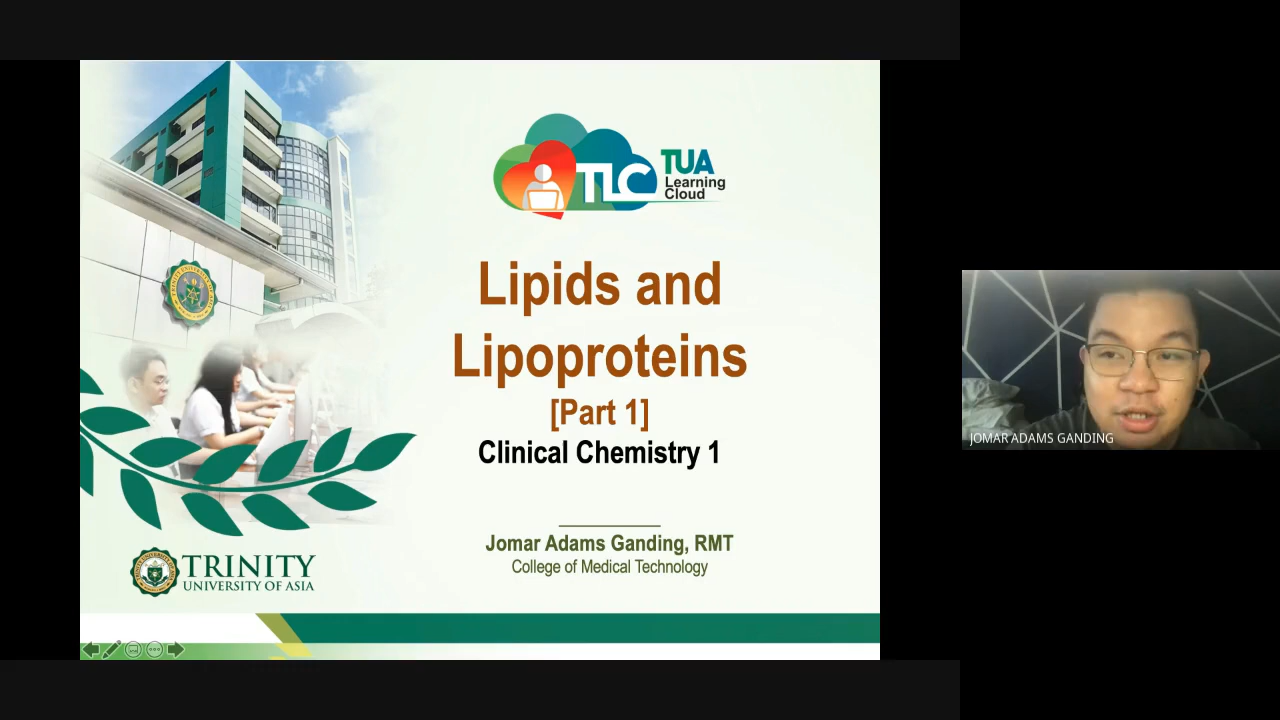 TLC
TUA
Learning
Cloud
Lipids and
Lipoproteins
[Part 1]
Clinical Chemistry 1
Jomar Adams Ganding, RMT
College of Medical Technology
TRINITY
UNIVERSITY OF ASIA
JOMAR ADAMS GANDING